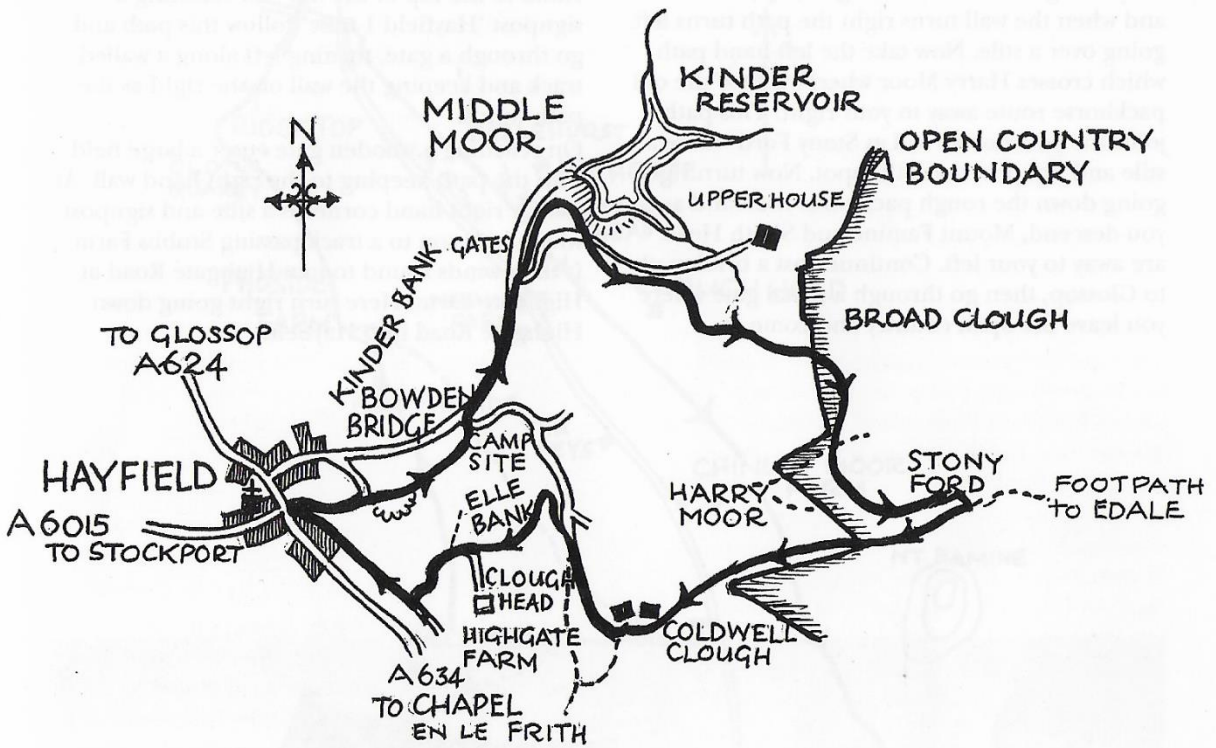 KINDER
RESERVOIR
MIDDLE
MOOR
N
OPEN COUNTRY
BOUNDARY
UPPER HOUSE
GATES
KINDER BANK
BROAD CLOUGH
TO GLOSSOP
A624
BOWDEN
BRIDGE
CAMP
SITE
HAYFIELD
ELLE
BANK
HARRY
MOOR
STONY
FORD
FOOTPATH
TO EDALE
A6015
TO STOCKPORT
CLOUGH
HEAD
HIGHGATE
FARM
COLDWELL
CLOUGH
A634
TO CHAPEL
EN LE FRITH